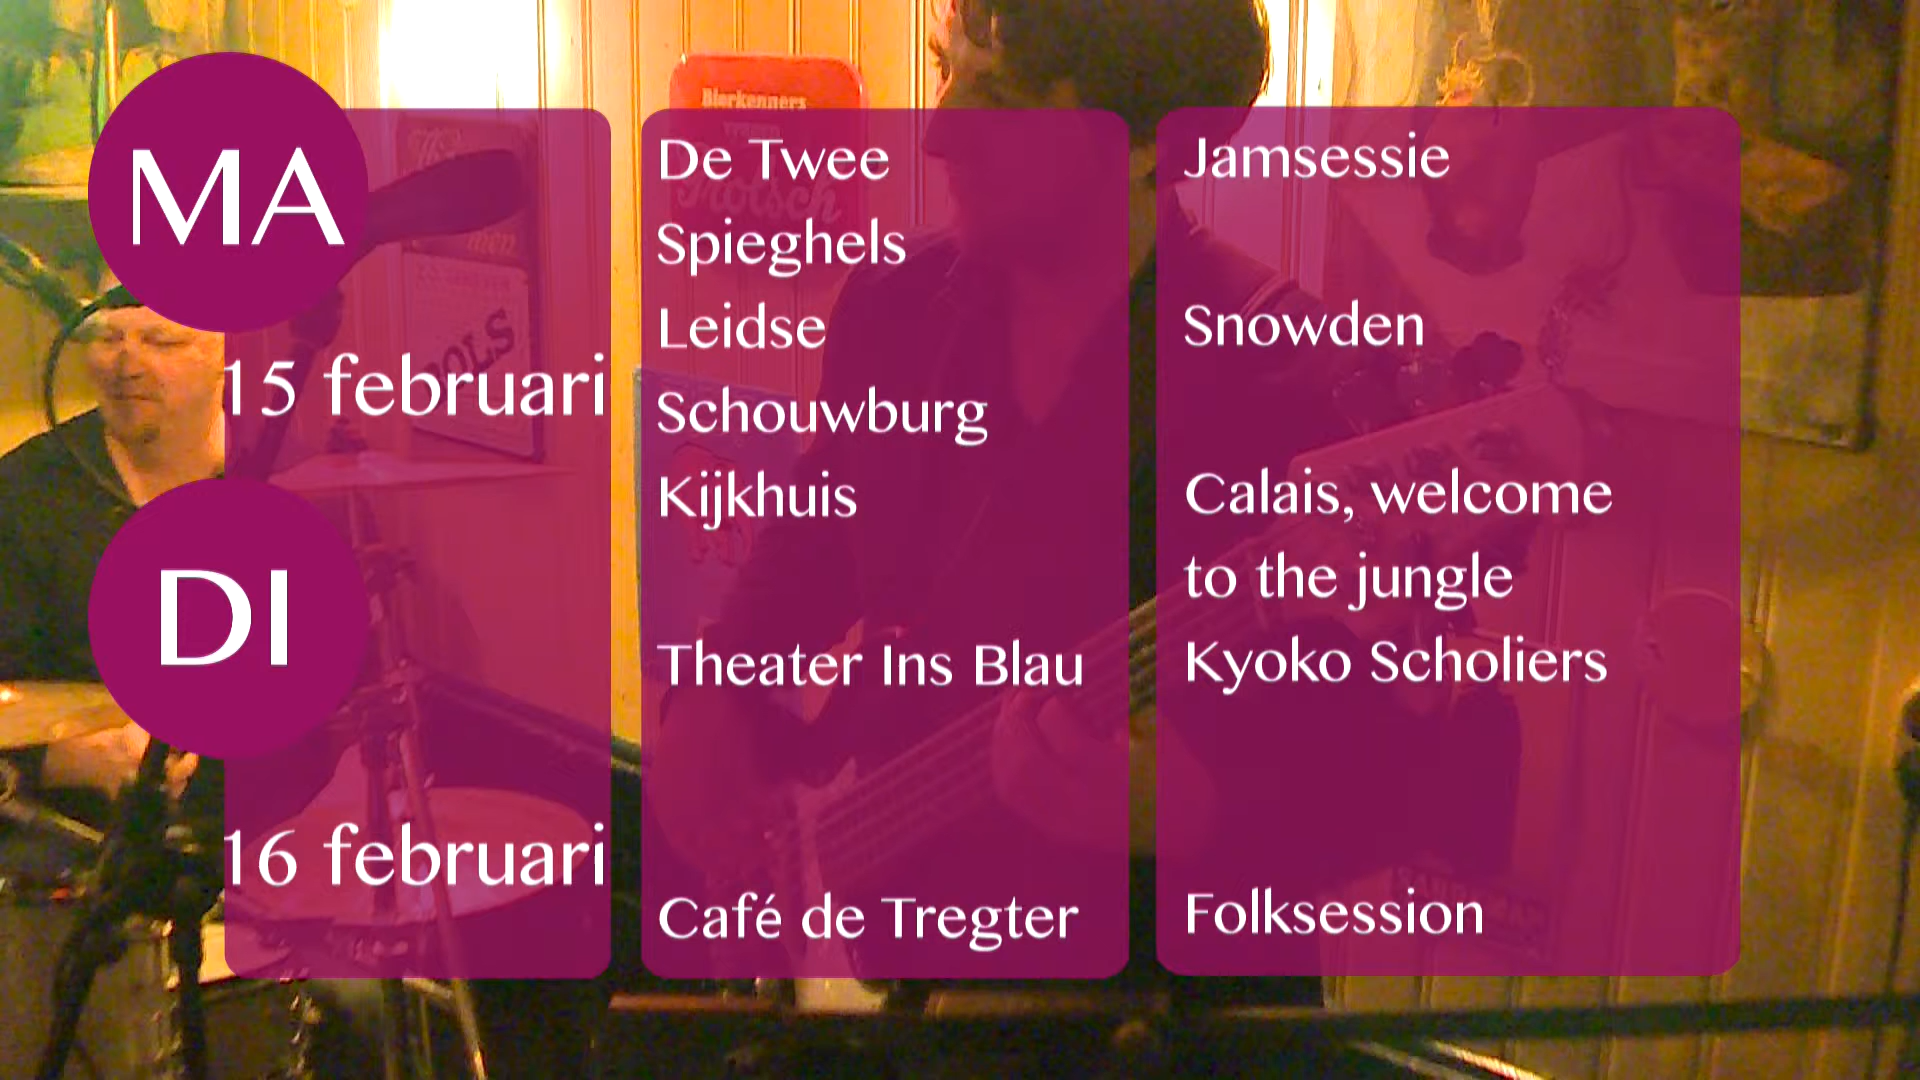 MA
15 februari
DI
16 februari
De Twee
Spieghels
Leidse
Schouwburg
Kijkhuis
Theater Ins Blau
Café de Tregter
Jamsessie
Snowden
Calais, welcome
to the jungle
Kyoko Scholiers
Folksession
Bierkenners